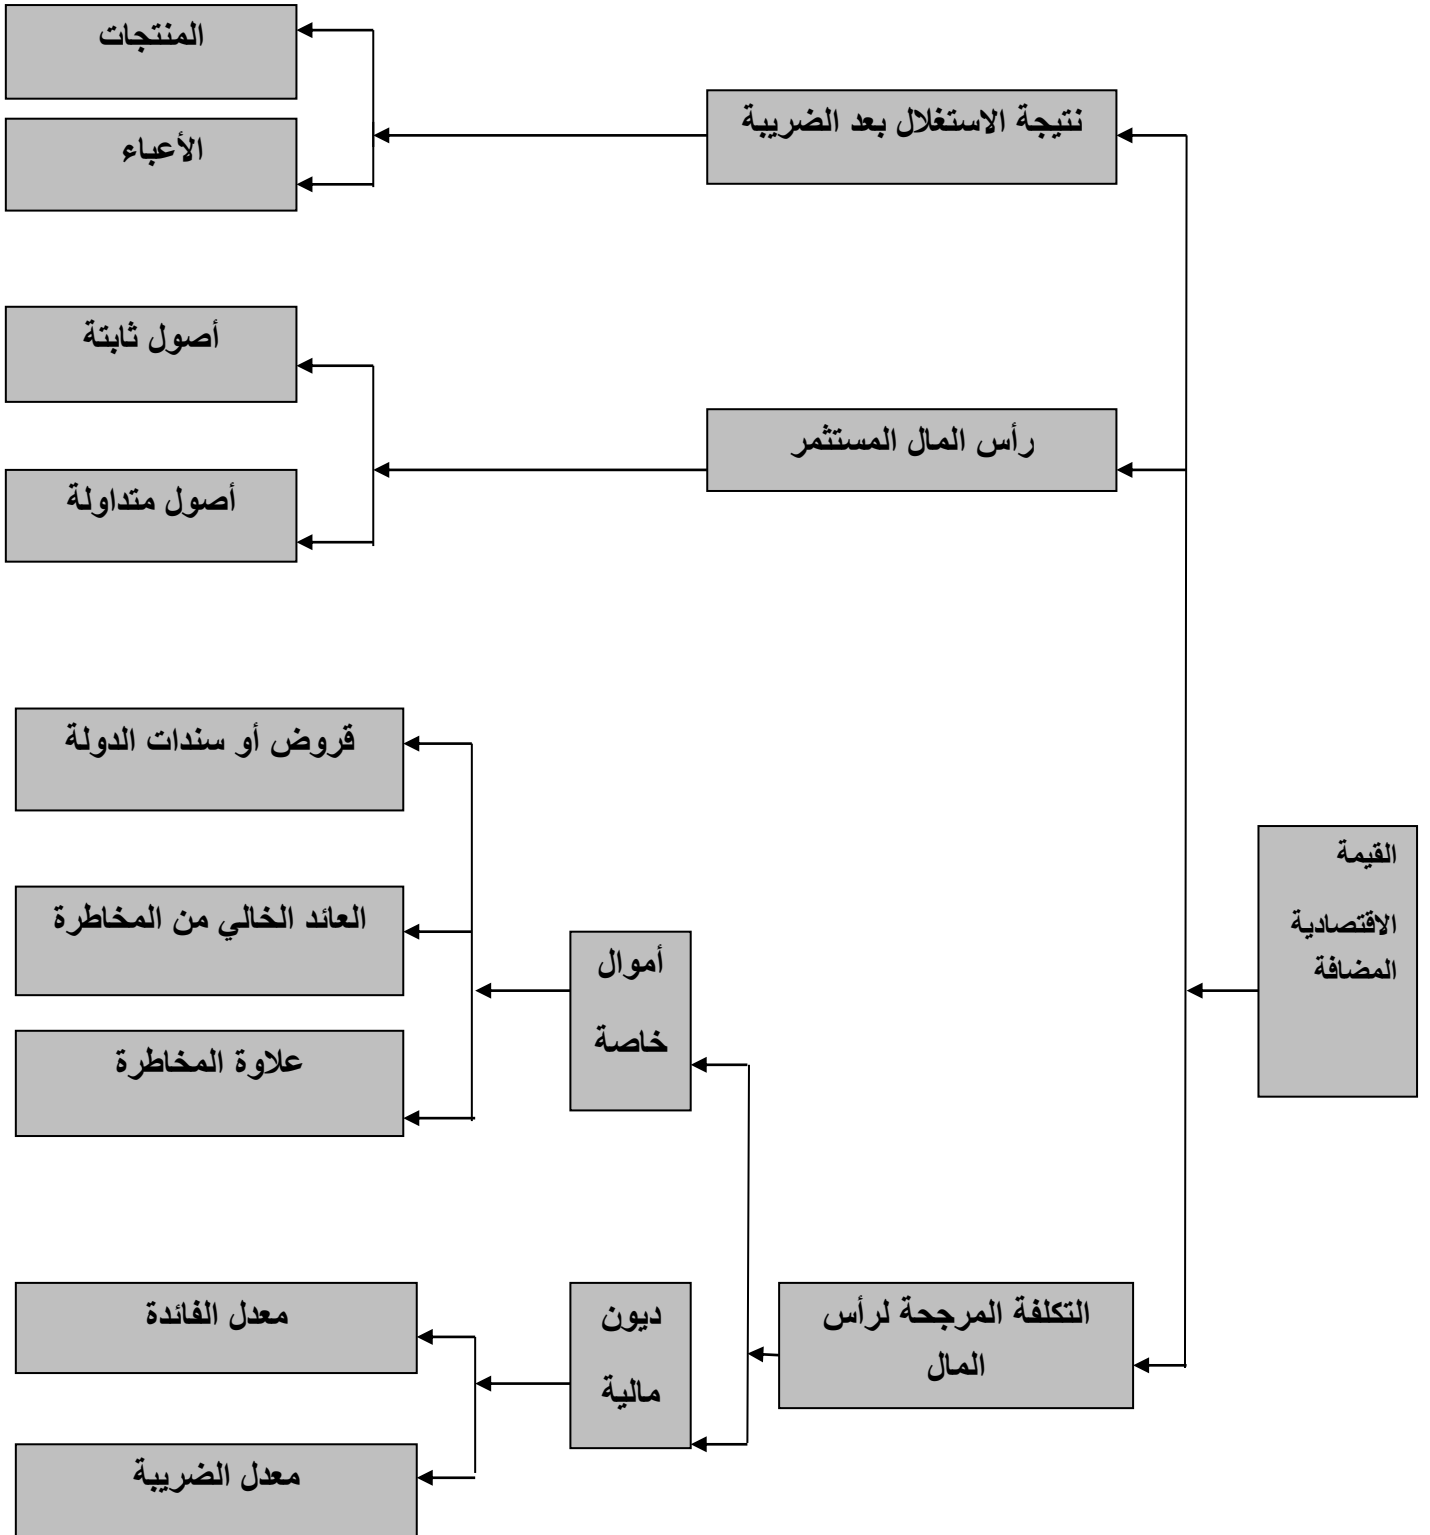 المنتجات
نتيجة الاستغلال بعد الضريبة
الأعباء
أصول ثابتة
رأس المال المستثمر
أصول متداولة
قروض أو سندات الدولة
القيمة
الاقتصادية
المضافة
العائد الخالي من المخاطرة
أموال
خاصة
علاوة المخاطرة
التكلفة المرجحة لرأس
المال
ديون
مالية
معدل الفائدة
معدل الضريبة